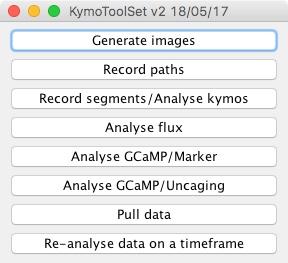 KymoToolSet v2 18/05/17
Generate images
Record paths
Record segments/Analyse kymos
Analyse flux
Analyse GCaMP/Marker
Analyse GCaMP/Uncaging
Pull data
Re-analyse data on a timeframe